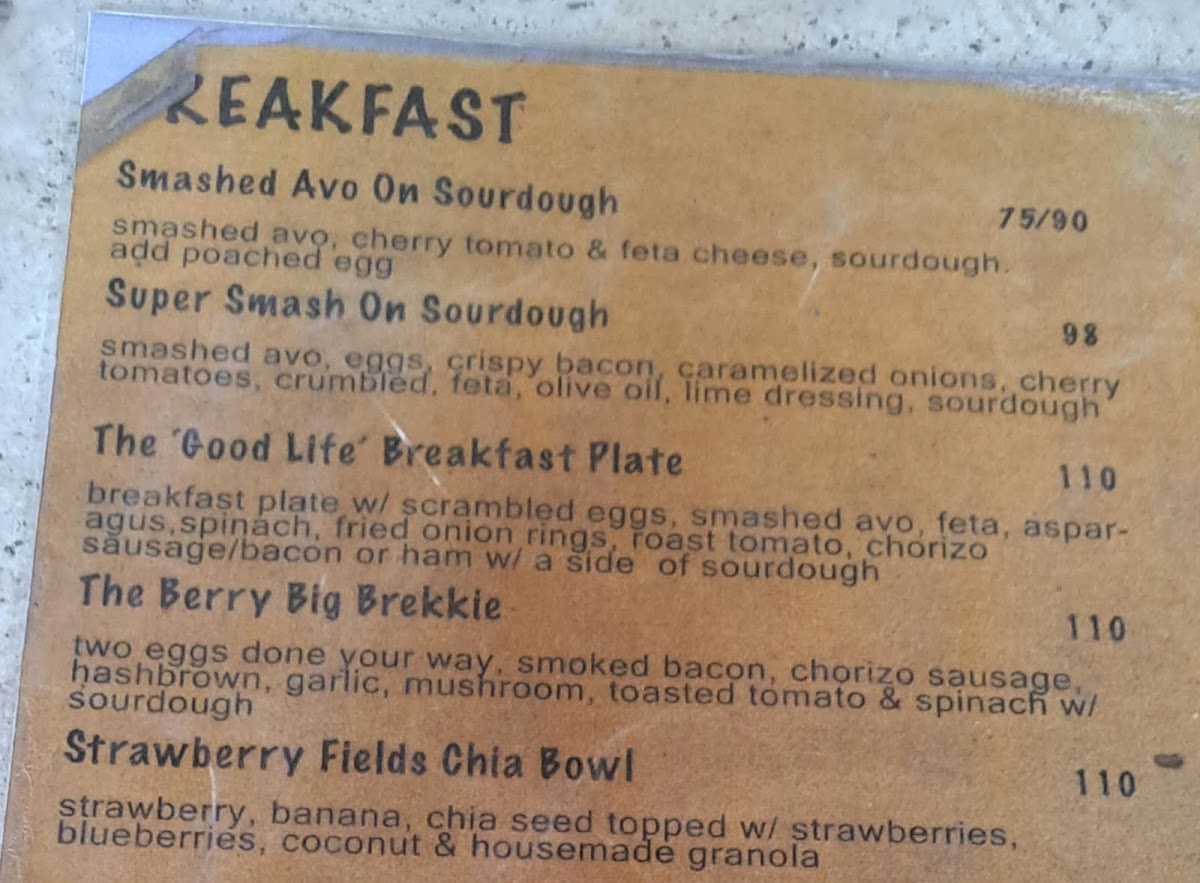 REAKFAST
Smashed Avo On Sourdough
75/90
smashed avo, cherry tomato & feta cheese, sourdough.
add poached egg
Super Smash On Sourdough
98
smashed avo, eggs, crispy bacon, caramelized onions, cherry
tomatoes, crumbled, feta, olive oil, lime dressing, sourdough
The 'Good Life' Breakfast Plate
110
breakfast plate w/ scrambled eggs, smashed avo, feta, aspar-
agus,spinach, fried onion rings, roast tomato, chorizo
sausage/bacon or ham w/ a side of sourdough
The Berry Big Brekkie
110
two eggs done your way, smoked bacon, chorizo sausage,
hashbrown, garlic, mushroom, toasted tomato & spinach w/
sourdough
Strawberry Fields Chia Bowl
110
strawberry, banana, chia seed topped w/ strawberries,
blueberries, coconut & housemade granola